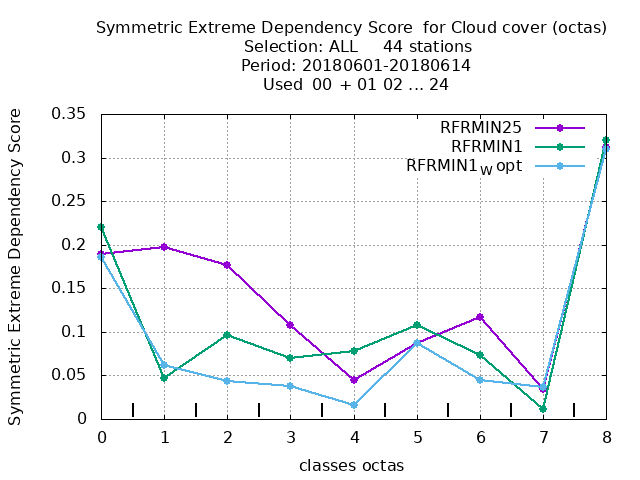 Symmetric Extreme Dependency Score  for Cloud cover (octas)
Selection: ALL     44 stations
Period: 20180601-20180614
Used  00 + 01 02 ... 24
Symmetric Extreme Dependency Score
0.35
0.3
0.25
0.2
0.15
0.1
0.05
0
RFRMIN25
RFRMIN1
RFRMIN1W opt
0 1 2 3 4 5 6 7 8
classes octas